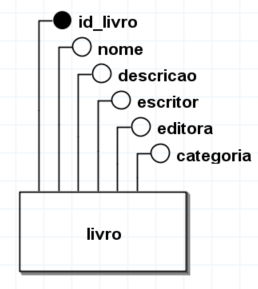 id_livro
nome
descricao
escritor
editora
categoria
livro